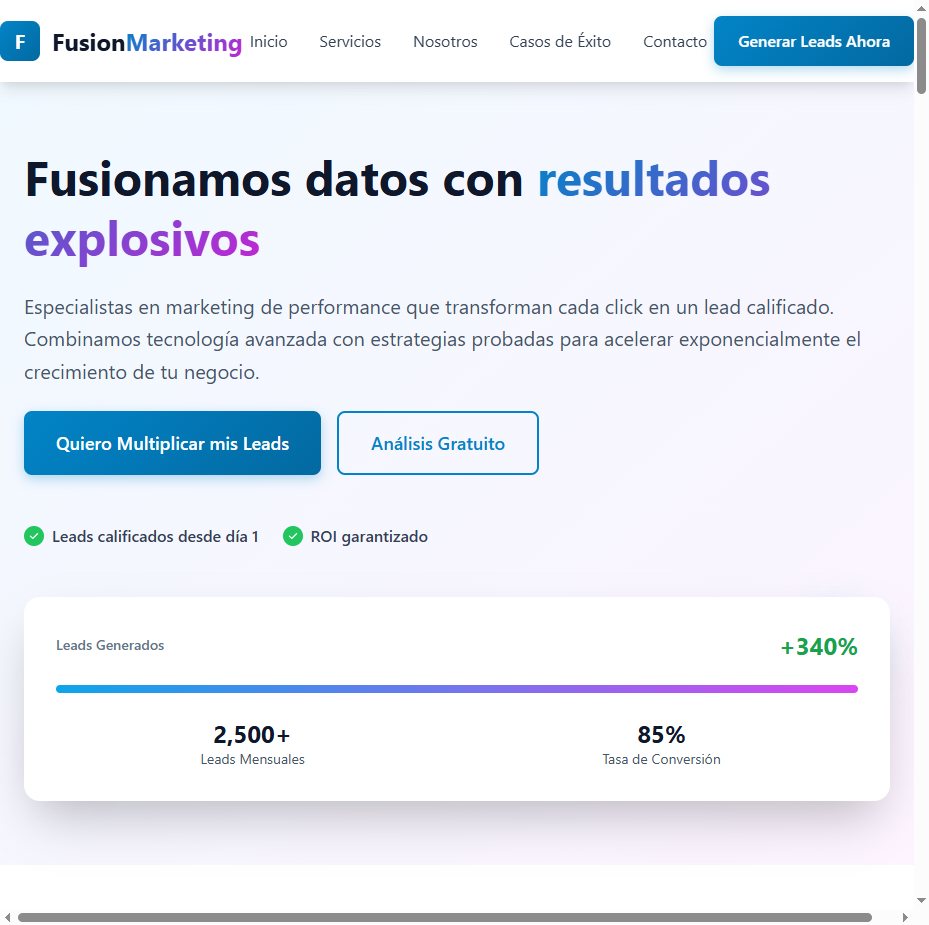 F FusionMarketing Inicio Servicios Nosotros Casos de Éxito Contacto Generar Leads Ahora
Fusionamos datos con resultados
explosivos
Especialistas en marketing de performance que transforman cada click en un lead calificado.
Combinamos tecnología avanzada con estrategias probadas para acelerar exponencialmente el
crecimiento de tu negocio.
Quiero Multiplicar mis Leads Análisis Gratuito
Leads calificados desde día 1 ROI garantizado
Leads Generados +340%
2,500+ 85%
Leads Mensuales Tasa de Conversión